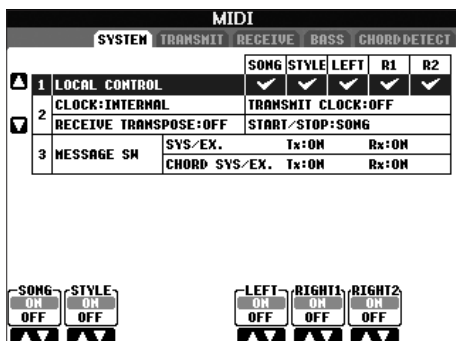 MIDI
SYSTEM TRANSMIT RECEIVE BASS CHORD DETECT
SONG STYLE LEFT R1 R2
1 LOCAL CONTROL
2 CLOCK:INTERNAL TRANSMIT CLOCK:OFF
RECEIVE TRANSPOSE:OFF START/STOP:SONG
3 MESSAGE SW SYS/EX. Tx:ON Rx:ON
CHORD SYS/EX. Tx:ON Rx:ON
SONG STYLE LEFT RIGHT1 RIGHT2
ON ON ON ON ON
OFF OFF OFF OFF OFF